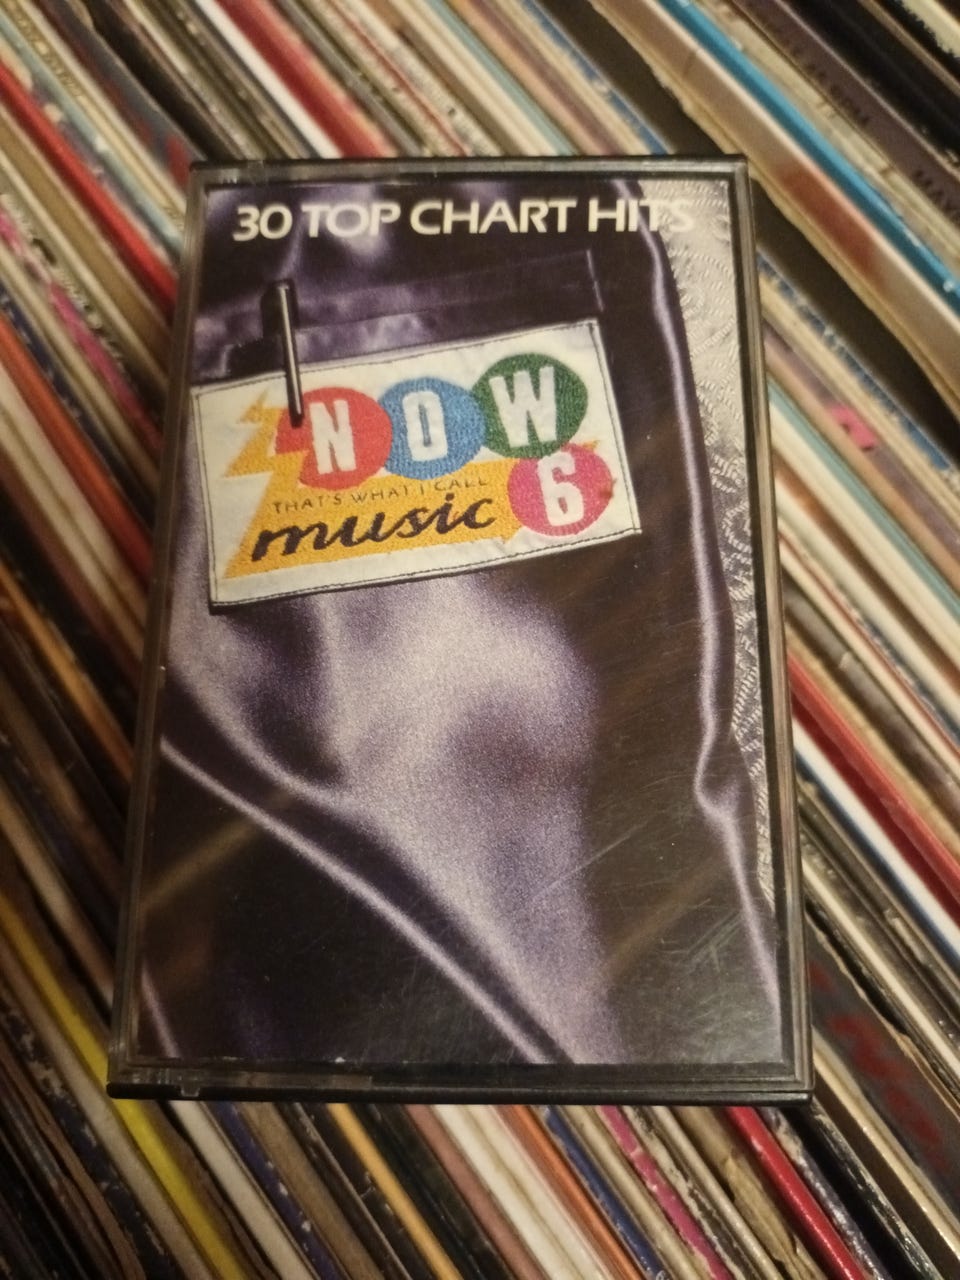 30 TOP CHART HITS
NOW
THAT'S WHAT I CALL
music 6